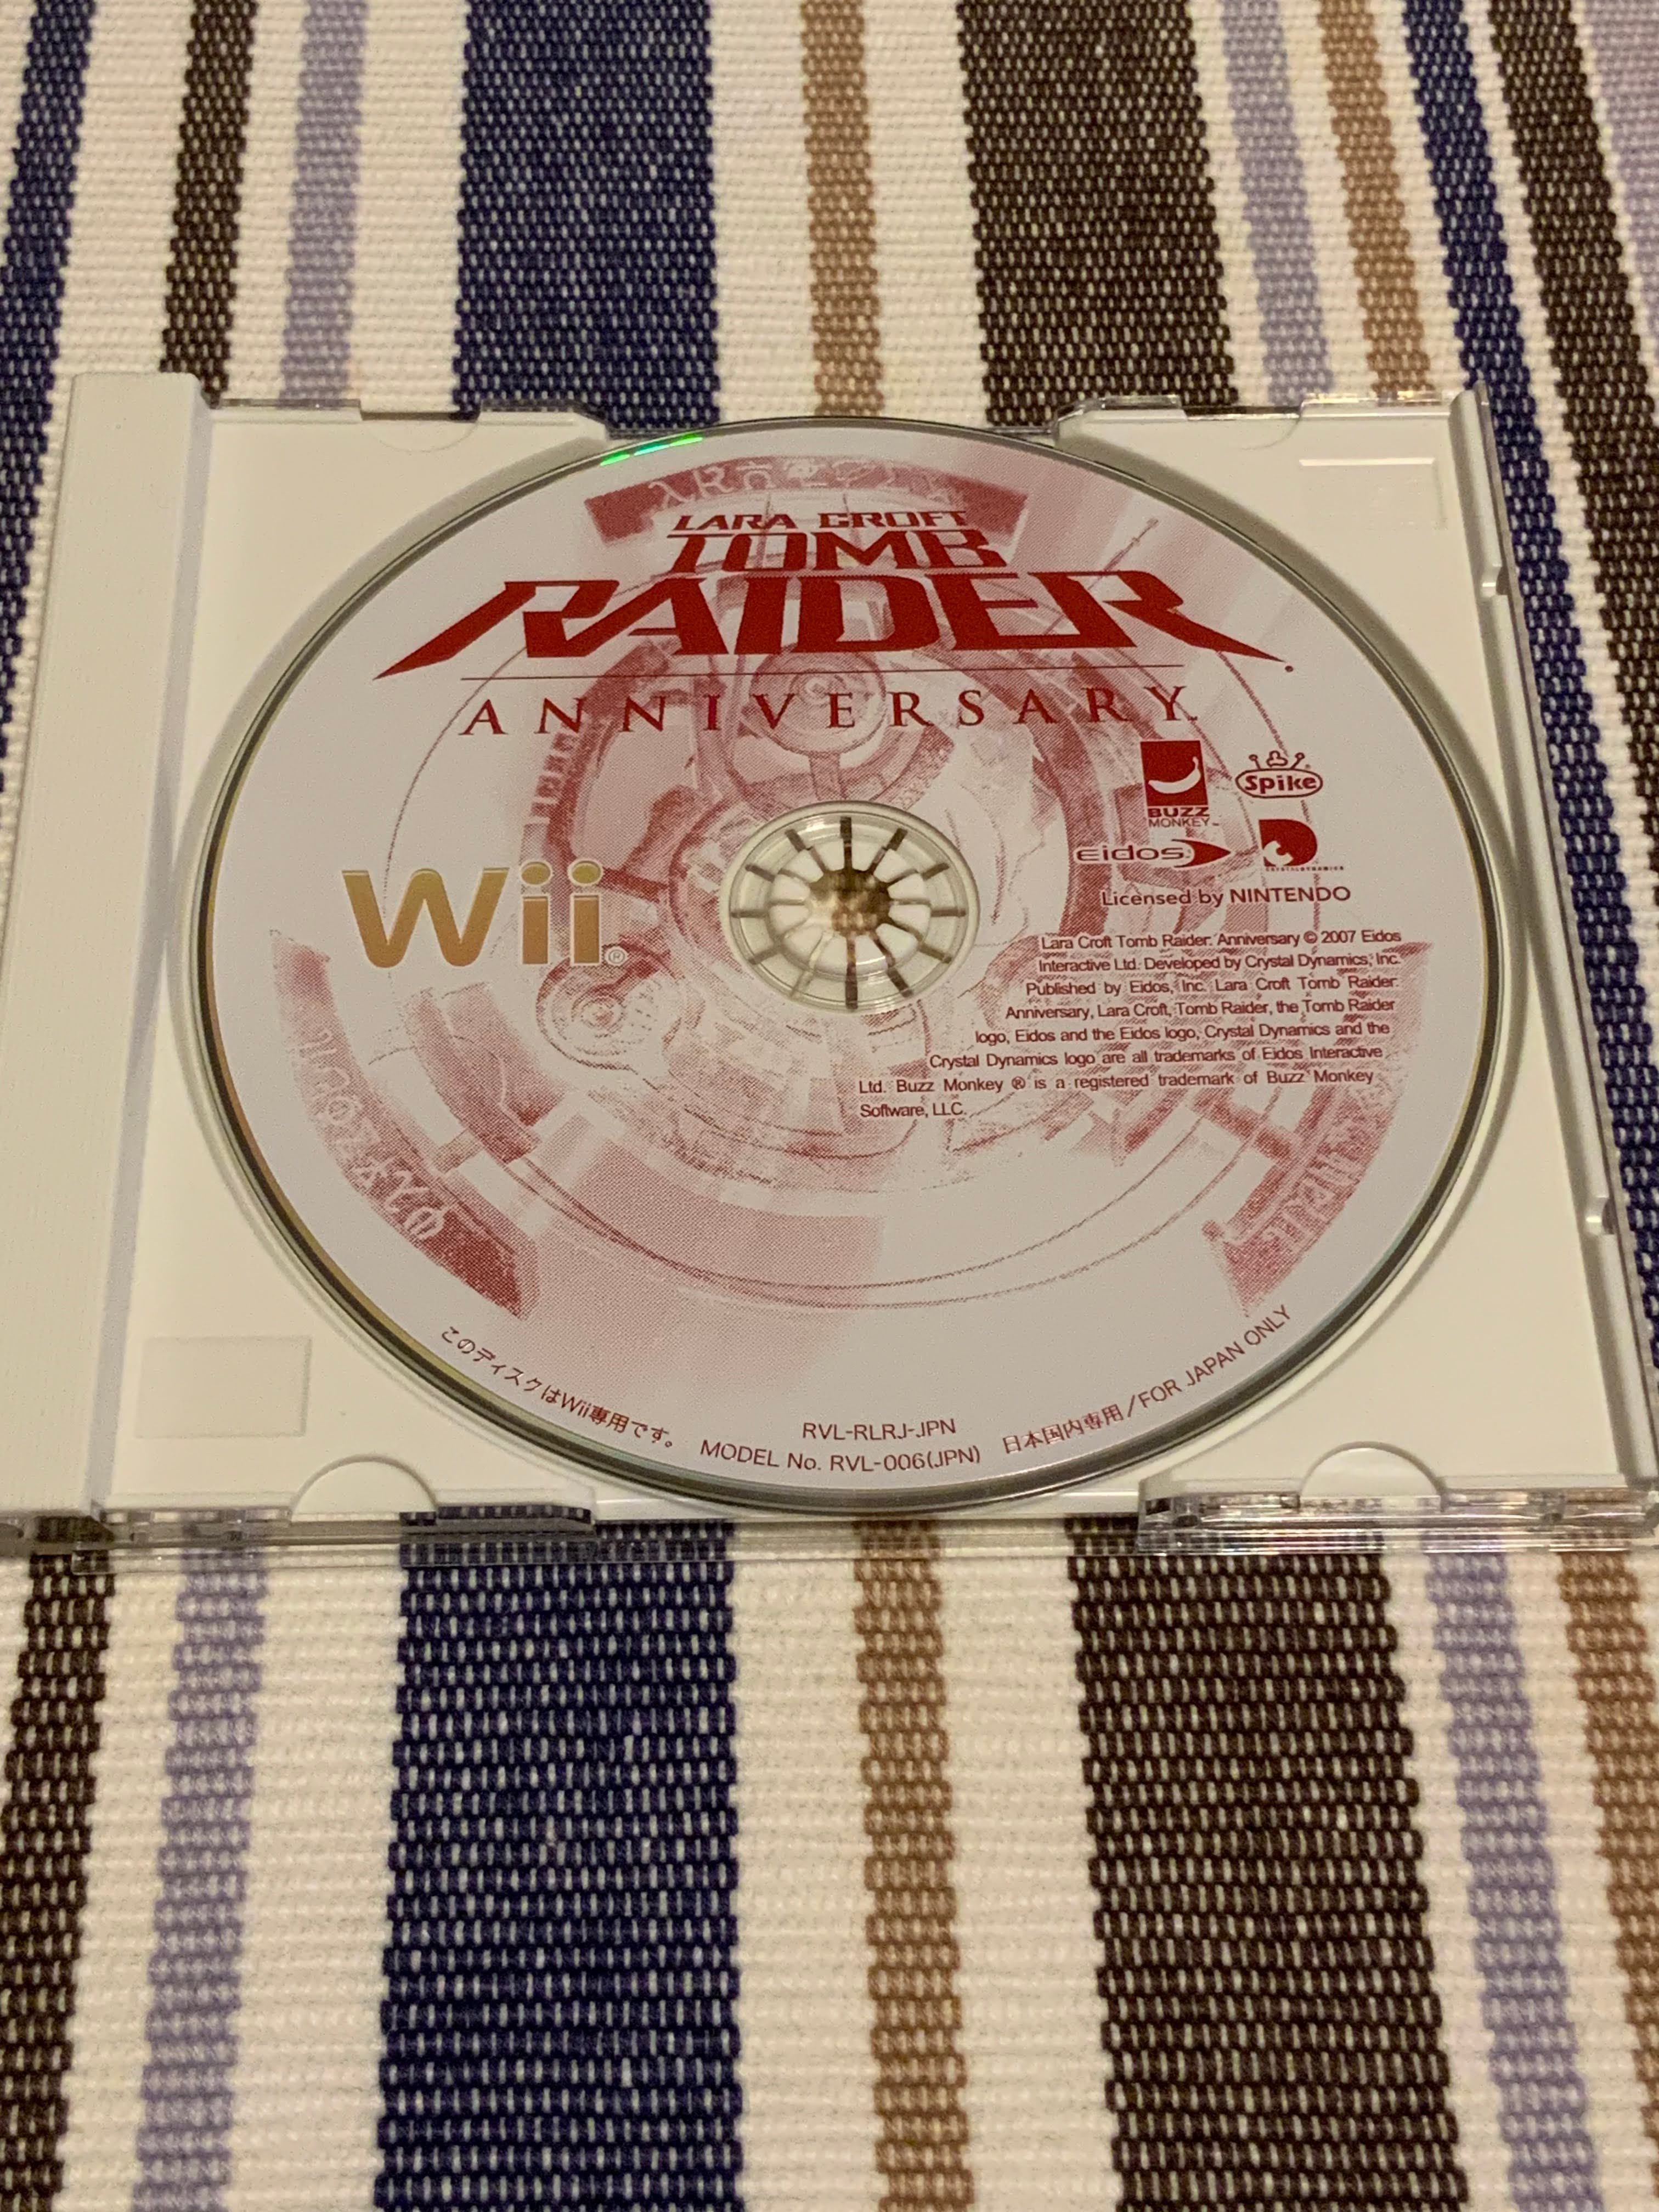 LARA CROFT
TOMB
RAIDER
ANNIVERSARY™
BUZZ
MONKEY™
Spike®
eidos
CRYSTAL DYNAMICS
Wii®
Licensed by NINTENDO
Lara Croft Tomb Raider: Anniversary © 2007 Eidos
Interactive Ltd. Developed by Crystal Dynamics, Inc.
Published by Eidos, Inc. Lara Croft Tomb Raider:
Anniversary, Lara Croft, Tomb Raider, the Tomb Raider
logo, Eidos and the Eidos logo, Crystal Dynamics and the
Crystal Dynamics logo are all trademarks of Eidos Interactive
Ltd. Buzz Monkey ® is a registered trademark of Buzz Monkey
Software, LLC.
このディスクはWii専用です。
RVL-RLRJ-JPN
MODEL No. RVL-006(JPN)
日本国内専用/FOR JAPAN ONLY